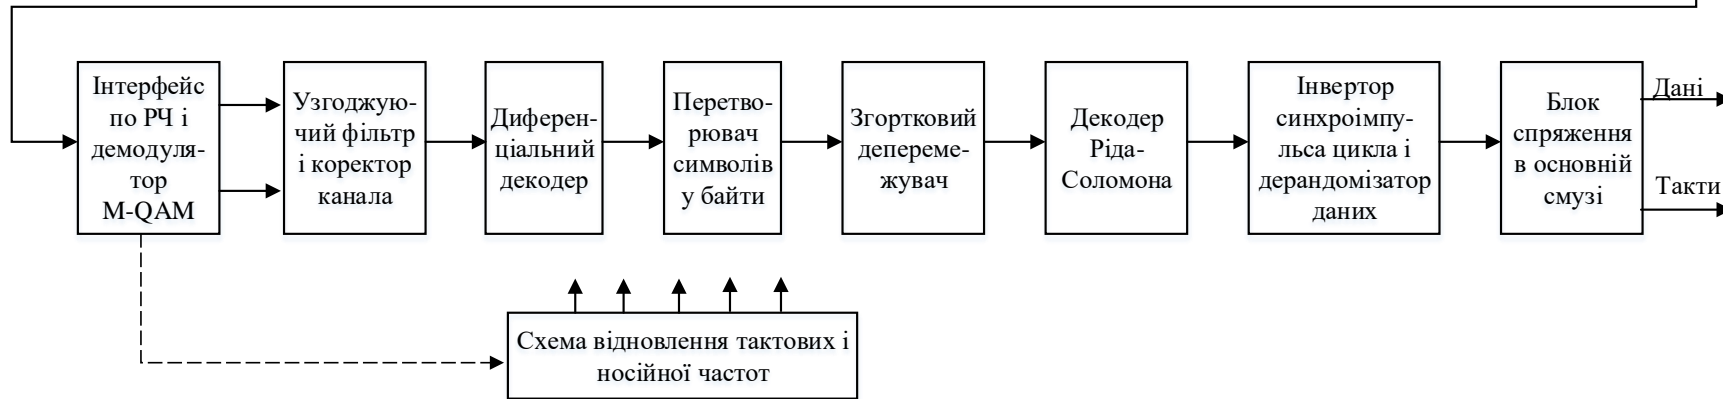 Інтерфейс
по РЧ і
демодуля-
тор
M-QAM
Узгоджую-
чий фільтр
і коректор
канала
Диферен-
ціальний
декодер
Перетво-
рювач
символів
у байти
Згортковий
депереме-
жувач
Декодер
Ріда-
Соломона
Інвертор
синхроімпу-
льса цикла і
дерандомізатор
даних
Блок
спряження
в основній
смузі
Дані
Такти
Схема відновлення тактових і
носійної частот